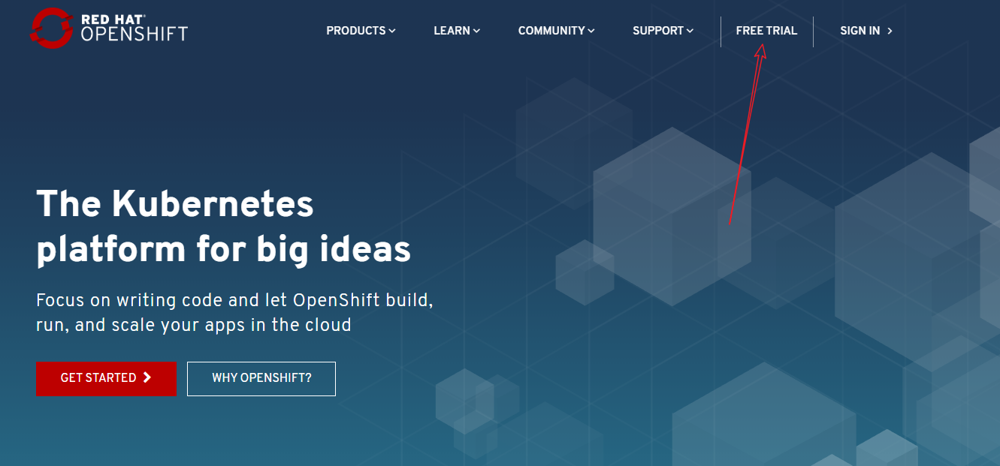 RED HAT®
OPENSHIFT
PRODUCTS
LEARN
COMMUNITY
SUPPORT
FREE TRIAL
SIGN IN
The Kubernetes
platform for big ideas
Focus on writing code and let OpenShift build,
run, and scale your apps in the cloud
GET STARTED
WHY OPENSHIFT?